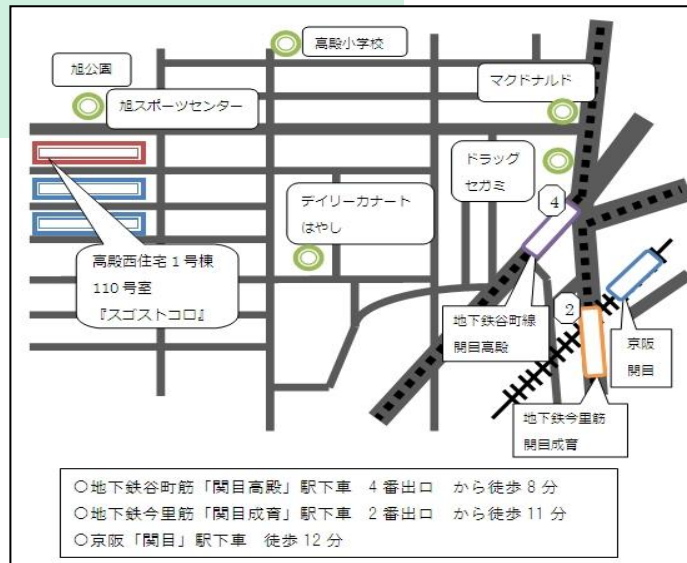 高殿小学校
旭公園
マクドナルド
旭スポーツセンター
ドラッグ
セガミ
4
デイリーカナート
はやし
高殿西住宅1号棟
110号室
『スゴストコロ』
地下鉄谷町線
関目高殿
2
京阪
関目
地下鉄今里筋
関目成育
○地下鉄谷町筋「関目高殿」駅下車 4番出口 から徒歩8分
○地下鉄今里筋「関目成育」駅下車 2番出口 から徒歩11分
○京阪「関目」駅下車 徒歩12分